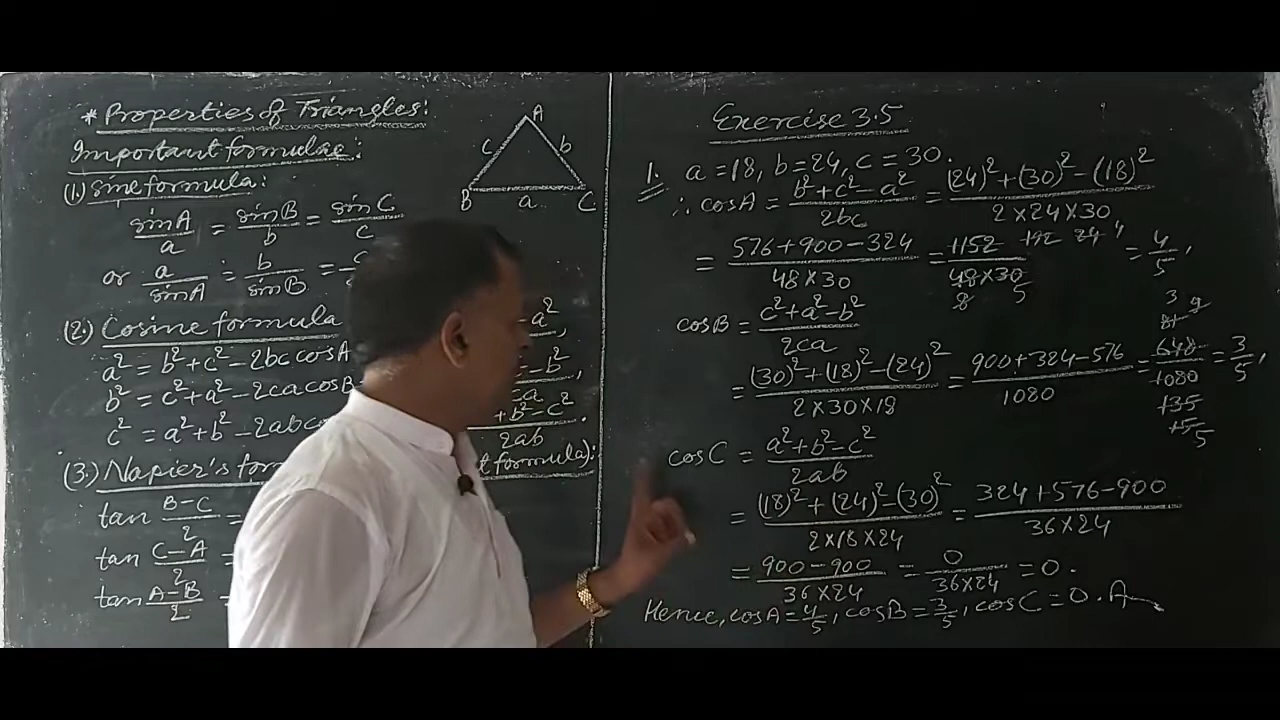 * Properties of Triangles:
Important formulae:
(1.) sine formula:
sinA/a = sinB/b = sinC/c
or a/sinA = b/sinB =
A
c b
B a C
(2.) Cosine formula
a² = b² + c² - 2bc cosA
b² = c² + a² - 2ca cosB
c² = a² + b² - 2ab cos
- a²,
- b²,
ca
+ b² - c²
2ab
(3.) Napier's form t formula):
tan (B-C)/2 =
tan (C-A)/2 =
tan (A-B)/2 =
Exercise 3.5
1. a = 18, b = 24, c = 30.
∴ cosA = (b² + c² - a²)/2bc = ((24)² + (30)² - (18)²)/(2×24×30)
= (576 + 900 - 324)/(48×30) = 1152/(48×30) = 4/5,
cosB = (c² + a² - b²)/2ca
= ((30)² + (18)² - (24)²)/(2×30×18) = (900 + 324 - 576)/1080 = 648/1080 = 3/5,
cosC = (a² + b² - c²)/2ab
= ((18)² + (24)² - (30)²)/(2×18×24) = (324 + 576 - 900)/(36×24)
= (900 - 900)/(36×24) = 0/(36×24) = 0.
Hence, cosA = 4/5, cosB = 3/5, cosC = 0. A